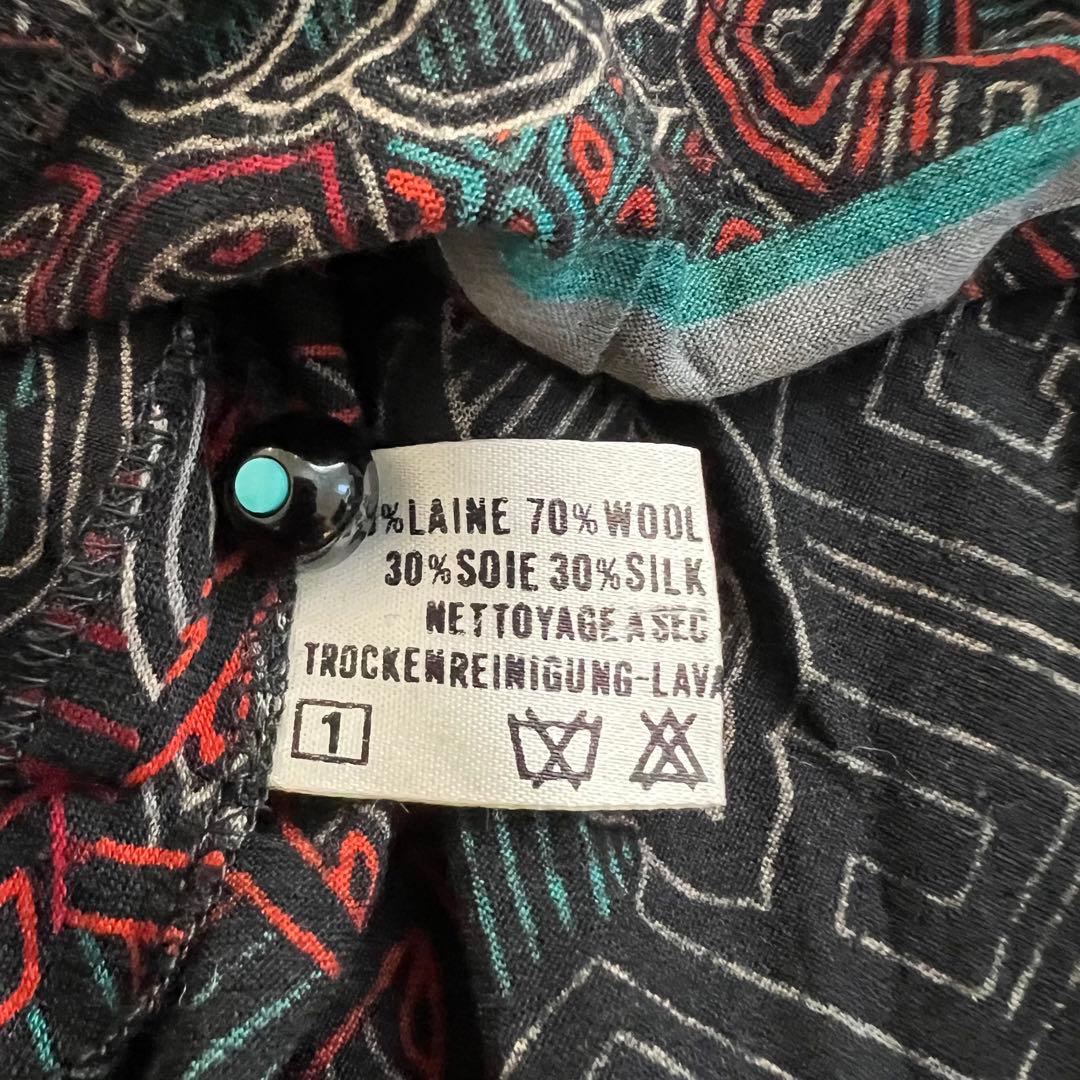 %LAINE 70%WOOL
30%SOIE 30%SILK
NETTOYAGE A SEC
TROCKENREINIGUNG-LAVA
1